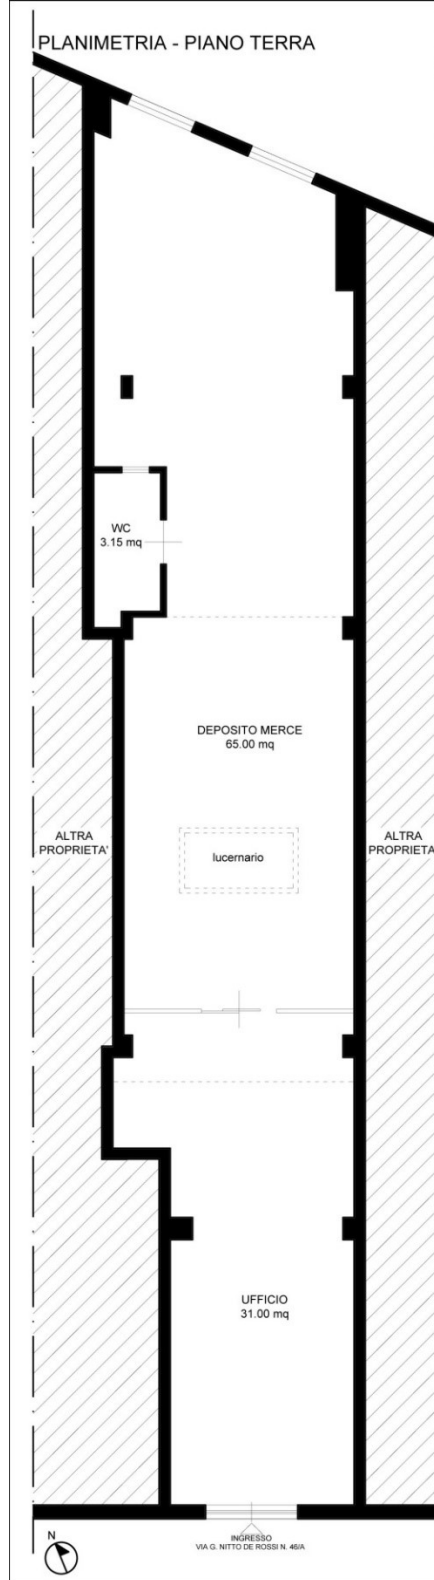 PLANIMETRIA - PIANO TERRA
WC
3.15 mq
DEPOSITO MERCE
65.00 mq
lucernario
ALTRA
PROPRIETA'
ALTRA
PROPRIETA'
UFFICIO
31.00 mq
N
INGRESSO
VIA G. NITTO DE ROSSI N. 46/A